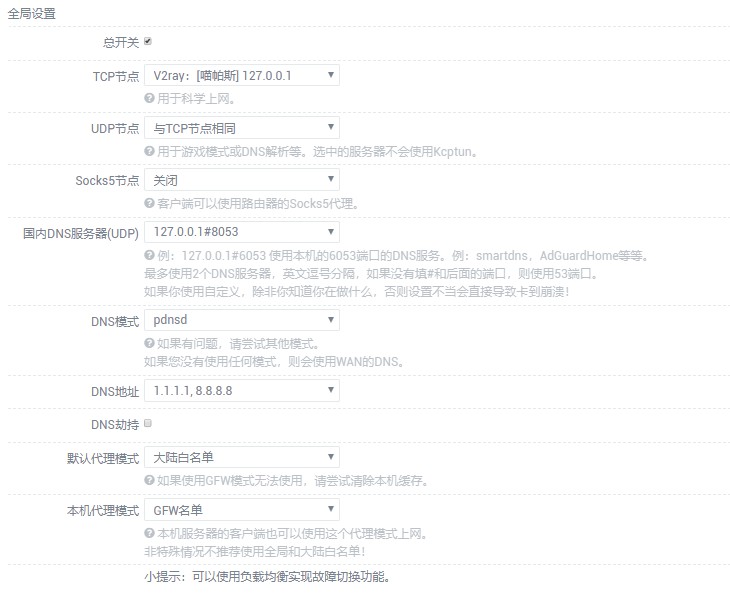 全局设置
总开关
TCP节点 V2ray：[喵帕斯] 127.0.0.1
用于科学上网。
UDP节点 与TCP节点相同
用于游戏模式或DNS解析等。选中的服务器不会使用Kcptun。
Socks5节点 关闭
客户端可以使用路由器的Socks5代理。
国内DNS服务器(UDP) 127.0.0.1#8053
例：127.0.0.1#6053 使用本机的6053端口的DNS服务。例：smartdns，AdGuardHome等等。
最多使用2个DNS服务器，英文逗号分隔，如果没有填#和后面的端口，则使用53端口。
如果你使用自定义，除非你知道你在做什么，否则设置不当会直接导致卡到崩溃！
DNS模式 pdnsd
如果有问题，请尝试其他模式。
如果您没有使用任何模式，则会使用WAN的DNS。
DNS地址 1.1.1.1, 8.8.8.8
DNS劫持
默认代理模式 大陆白名单
如果使用GFW模式无法使用，请尝试清除本机缓存。
本机代理模式 GFW名单
本机服务器的客户端也可以使用这个代理模式上网。
非特殊情况不推荐使用全局和大陆白名单！
小提示：可以使用负载均衡实现故障切换功能。